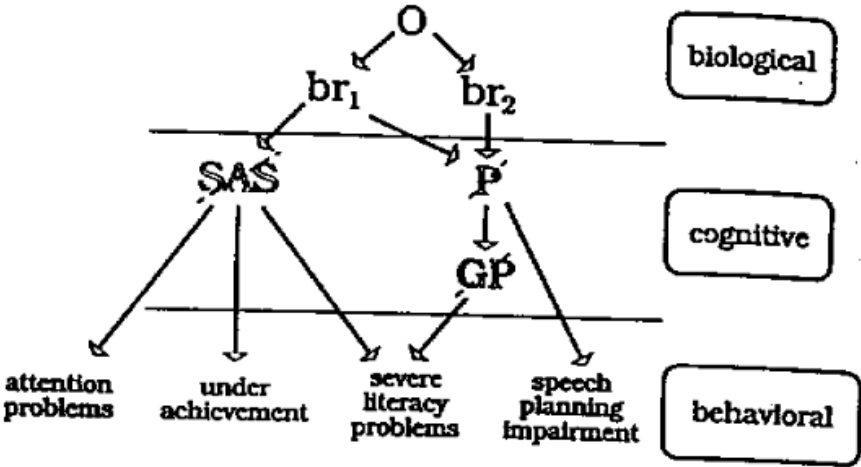 O
biological
br₁
br₂
SAS
P
cognitive
GP
attention
problems
under
achievement
severe
literacy
problems
speech
planning
impairment
behavioral